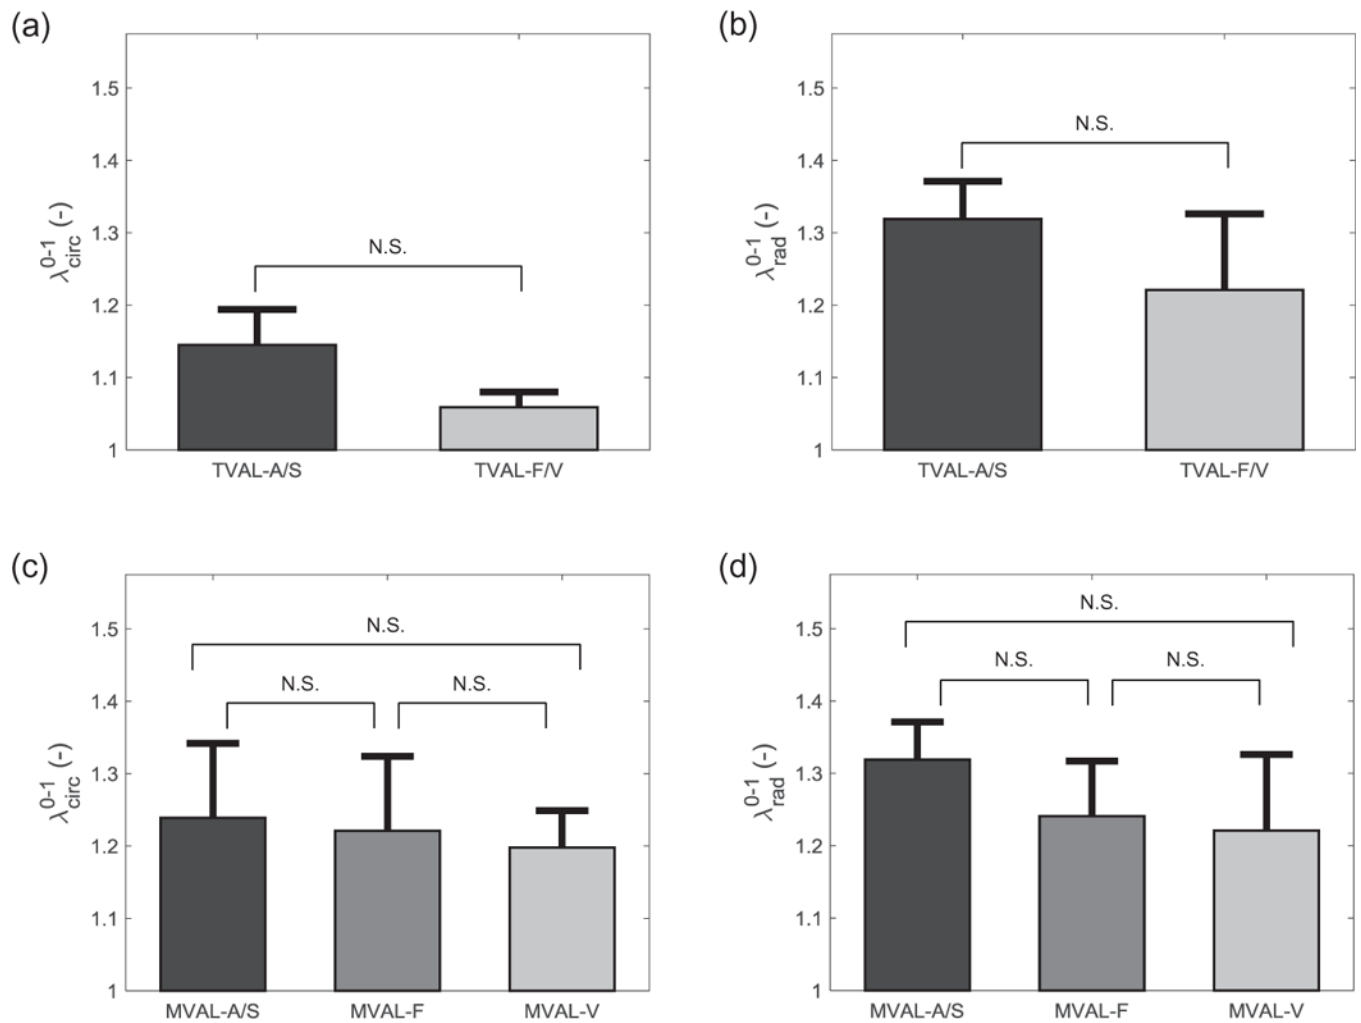 (a)
1.5
1.4
1.3
1.2
1.1
1
λ0-1circ (-)
N.S.
TVAL-A/S TVAL-F/V
(b)
1.5
1.4
1.3
1.2
1.1
1
λ0-1rad (-)
N.S.
TVAL-A/S TVAL-F/V
(c)
1.5
1.4
1.3
1.2
1.1
1
λ0-1circ (-)
N.S.
N.S. N.S.
MVAL-A/S MVAL-F MVAL-V
(d)
1.5
1.4
1.3
1.2
1.1
1
λ0-1rad (-)
N.S.
N.S. N.S.
MVAL-A/S MVAL-F MVAL-V